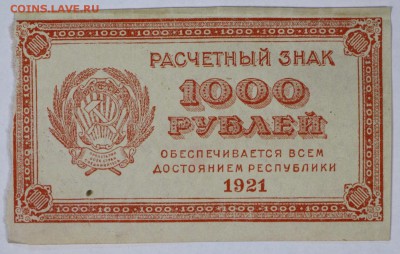 COINS.LAVE.RU
РАСЧЕТНЫЙ ЗНАК
1000
РУБЛЕЙ
ОБЕСПЕЧИВАЕТСЯ ВСЕМ
ДОСТОЯНИЕМ РЕСПУБЛИКИ
1921